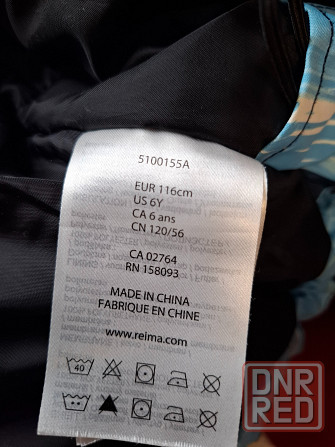 5100155A
EUR 116cm
US 6Y
CA 6 ans
CN 120/56
CA 02764
RN 158093
MADE IN CHINA
FABRIQUE EN CHINE
www.reima.com
40
DNR
RED